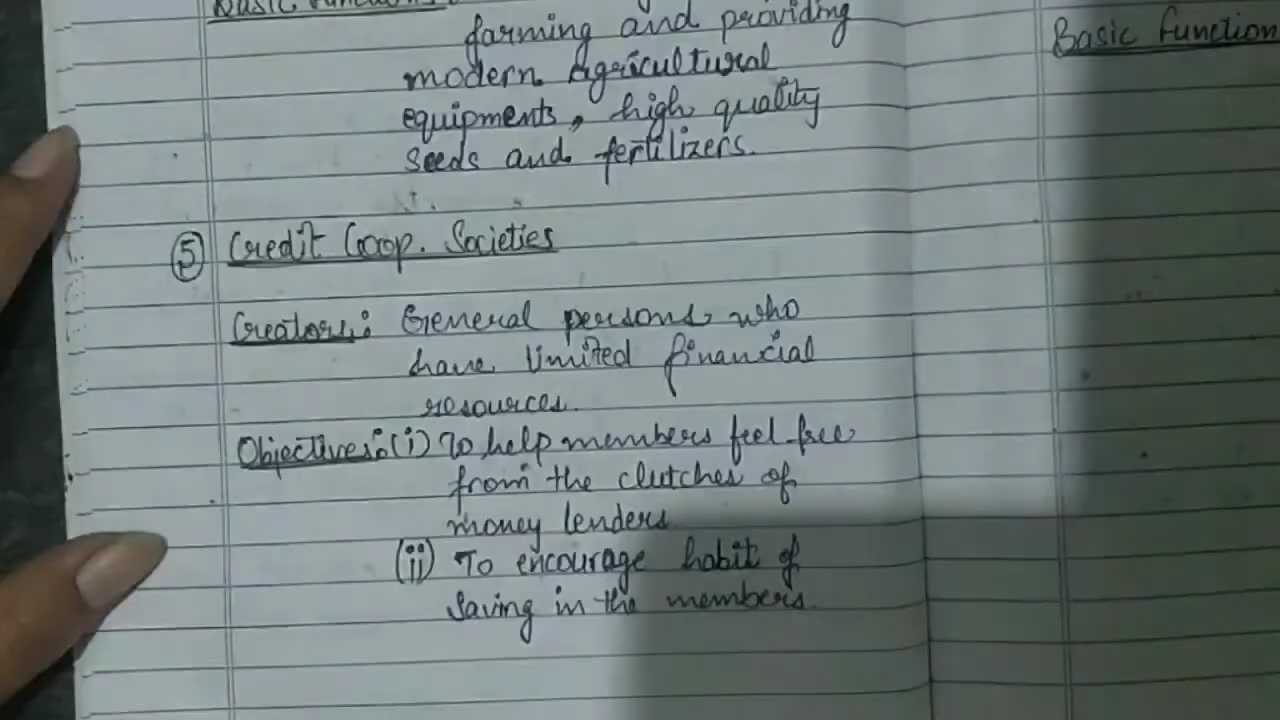 Basic Functions:
farming and providing
modern Agricultural
equipments, high quality
seeds and fertilizers.
⑤ Credit Coop. Societies
Creators: General persons who
have limited financial
resources.
Objectives: (i) To help members feel free
from the clutches of
money lenders
(ii) To encourage habit of
saving in the members.
Basic Function